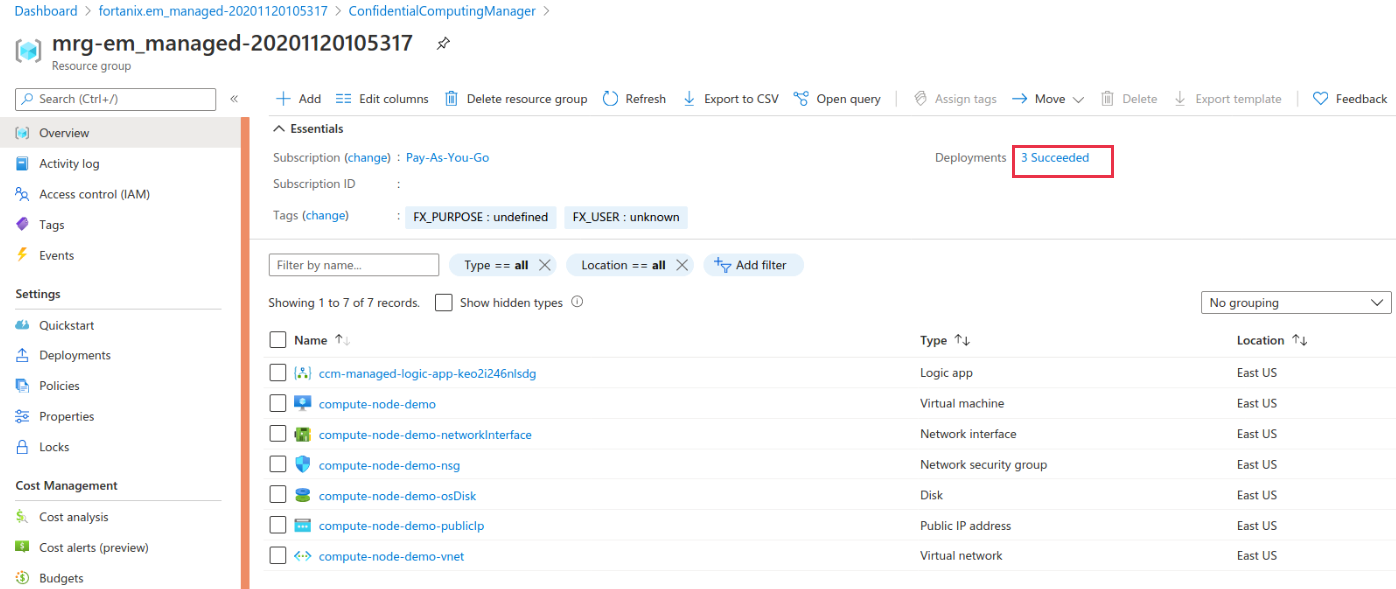 Dashboard > fortanix.em_managed-20201120105317 > ConfidentialComputingManager >
mrg-em_managed-20201120105317
Resource group
Search (Ctrl+/)
«
Add
Edit columns
Delete resource group
Refresh
Export to CSV
Open query
Assign tags
Move
Delete
Export template
Feedback
Overview
Activity log
Access control (IAM)
Tags
Events
Settings
Quickstart
Deployments
Policies
Properties
Locks
Cost Management
Cost analysis
Cost alerts (preview)
Budgets
Essentials
Subscription (change) : Pay-As-You-Go
Deployments 3 Succeeded
Subscription ID :
Tags (change) : FX_PURPOSE : undefined FX_USER : unknown
Filter by name...
Type == all
Location == all
Add filter
Showing 1 to 7 of 7 records.
Show hidden types
No grouping
Name Type Location
ccm-managed-logic-app-keo2i246nlsdg Logic app East US
compute-node-demo Virtual machine East US
compute-node-demo-networkInterface Network interface East US
compute-node-demo-nsg Network security group East US
compute-node-demo-osDisk Disk East US
compute-node-demo-publicIp Public IP address East US
compute-node-demo-vnet Virtual network East US